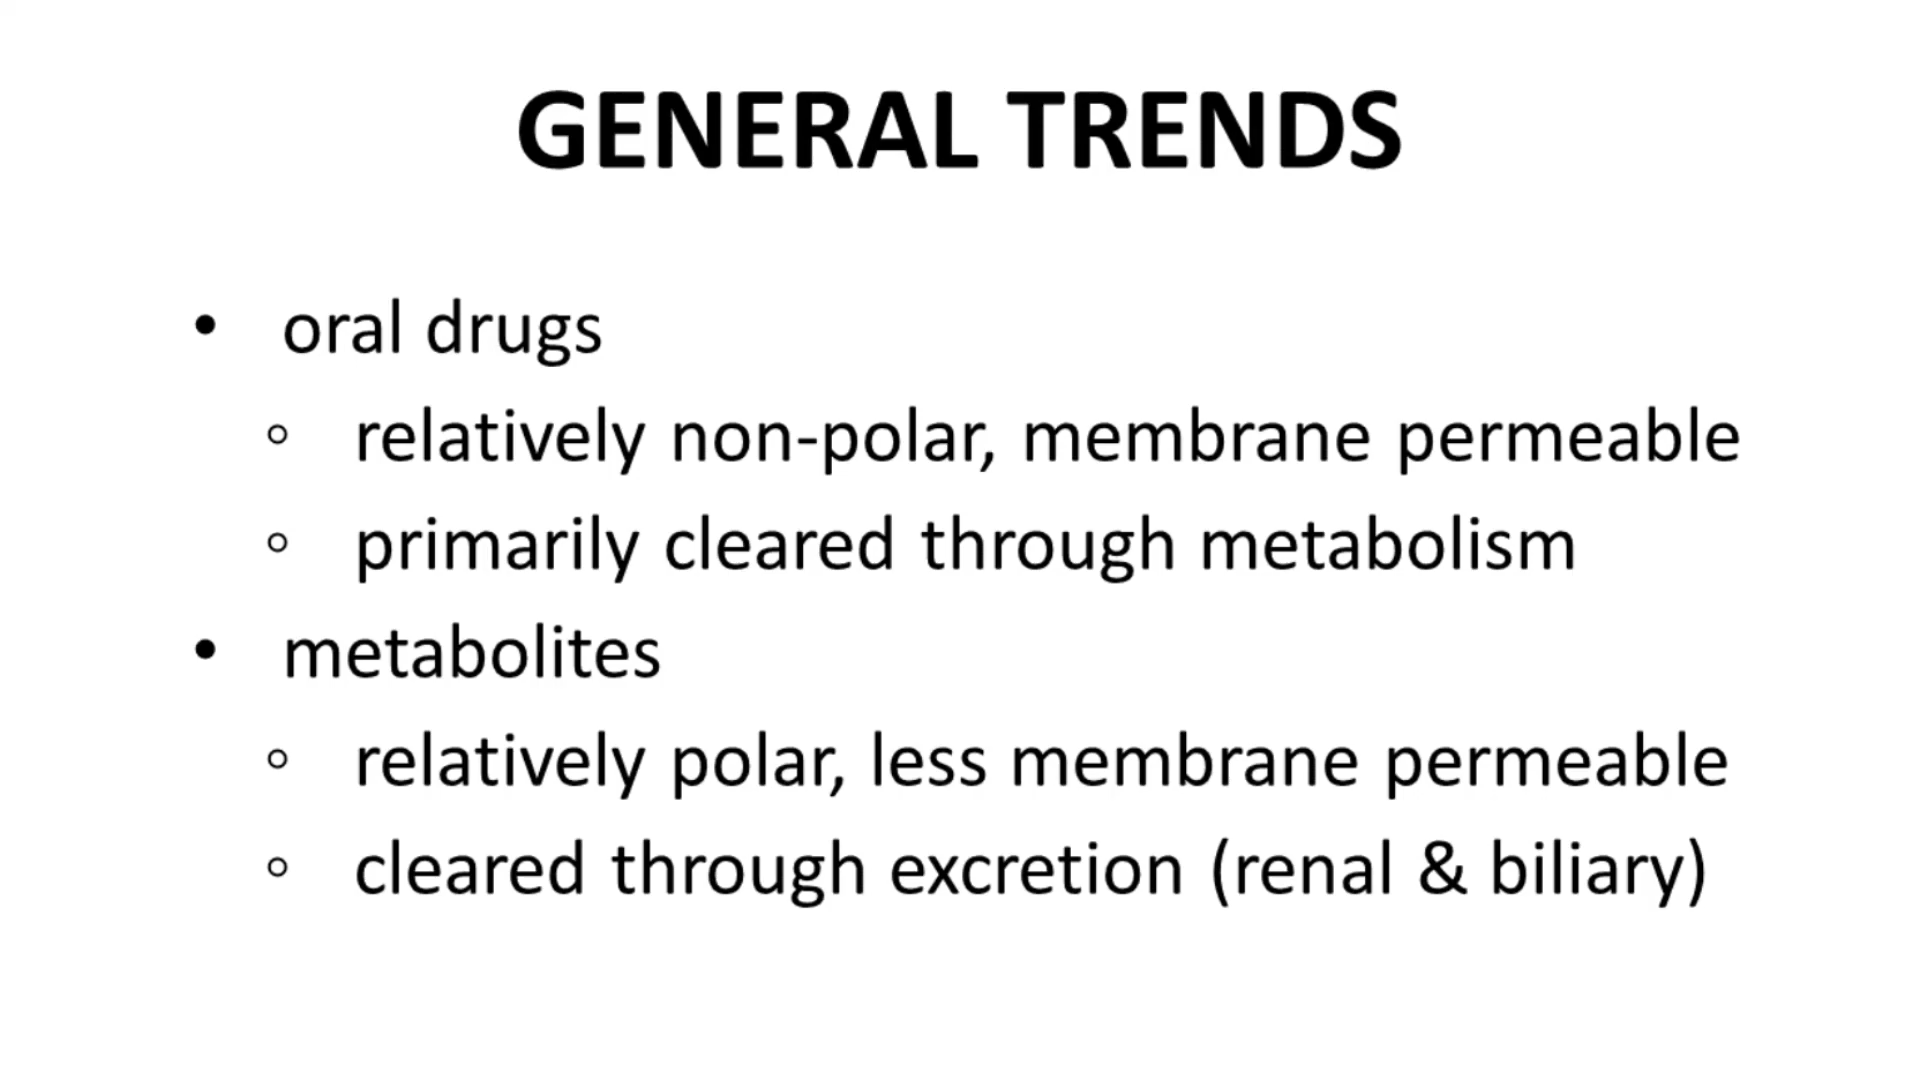 GENERAL TRENDS
• oral drugs
◦ relatively non-polar, membrane permeable
◦ primarily cleared through metabolism
• metabolites
◦ relatively polar, less membrane permeable
◦ cleared through excretion (renal & biliary)